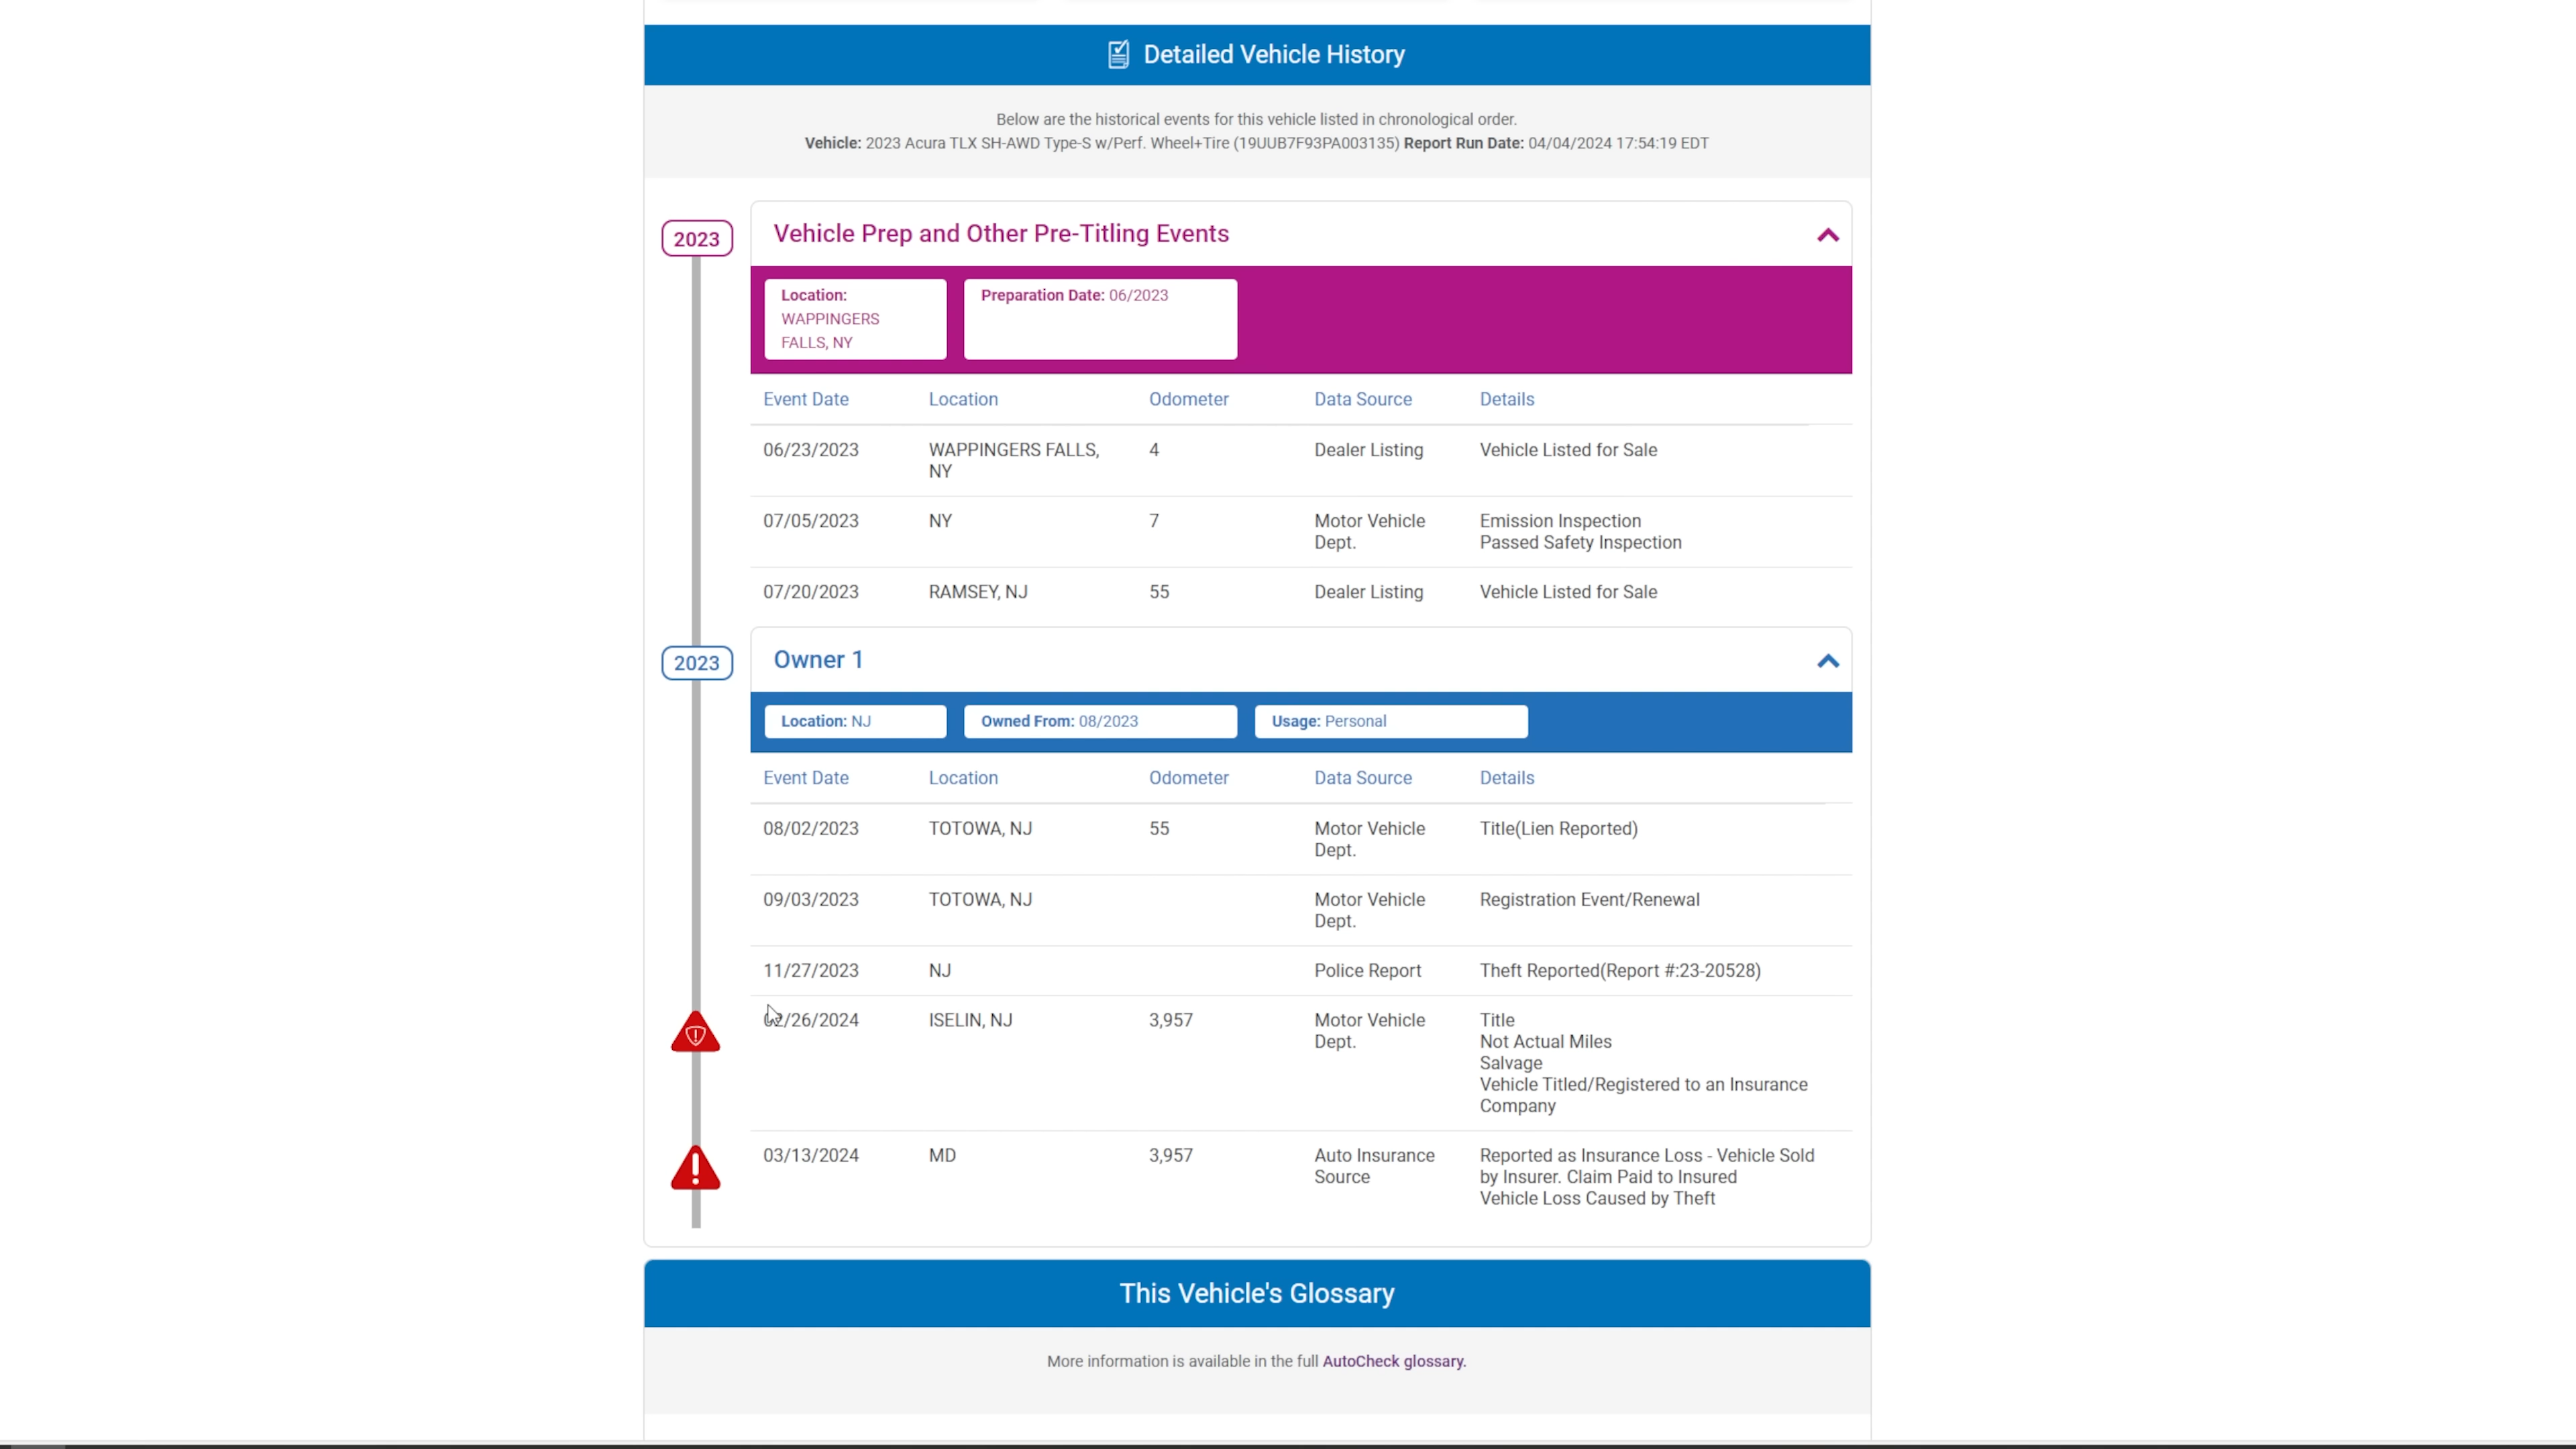 Detailed Vehicle History
Below are the historical events for this vehicle listed in chronological order.
Vehicle: 2023 Acura TLX SH-AWD Type-S w/Perf. Wheel+Tire (19UUB7F93PA003135) Report Run Date: 04/04/2024 17:54:19 EDT
2023
Vehicle Prep and Other Pre-Titling Events
Location:
WAPPINGERS
FALLS, NY
Preparation Date: 06/2023
Event Date Location Odometer Data Source Details
06/23/2023 WAPPINGERS FALLS, 4 Dealer Listing Vehicle Listed for Sale
NY
07/05/2023 NY 7 Motor Vehicle Emission Inspection
Dept. Passed Safety Inspection
07/20/2023 RAMSEY, NJ 55 Dealer Listing Vehicle Listed for Sale
2023
Owner 1
Location: NJ Owned From: 08/2023 Usage: Personal
Event Date Location Odometer Data Source Details
08/02/2023 TOTOWA, NJ 55 Motor Vehicle Title(Lien Reported)
Dept.
09/03/2023 TOTOWA, NJ Motor Vehicle Registration Event/Renewal
Dept.
11/27/2023 NJ Police Report Theft Reported(Report #:23-20528)
02/26/2024 ISELIN, NJ 3,957 Motor Vehicle Title
Dept. Not Actual Miles
Salvage
Vehicle Titled/Registered to an Insurance
Company
03/13/2024 MD 3,957 Auto Insurance Reported as Insurance Loss - Vehicle Sold
Source by Insurer. Claim Paid to Insured
Vehicle Loss Caused by Theft
This Vehicle's Glossary
More information is available in the full AutoCheck glossary.